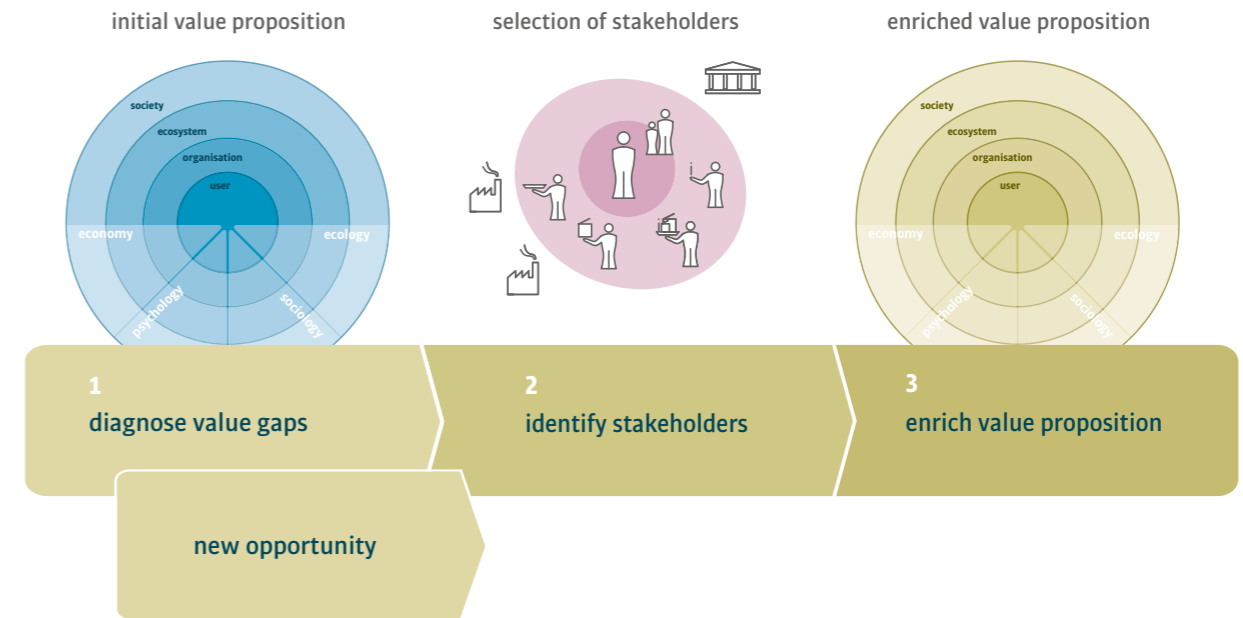 initial value proposition
selection of stakeholders
enriched value proposition
society
ecosystem
organisation
user
economy
ecology
psychology
sociology
society
ecosystem
organisation
user
economy
ecology
psychology
sociology
1
diagnose value gaps
2
identify stakeholders
3
enrich value proposition
new opportunity